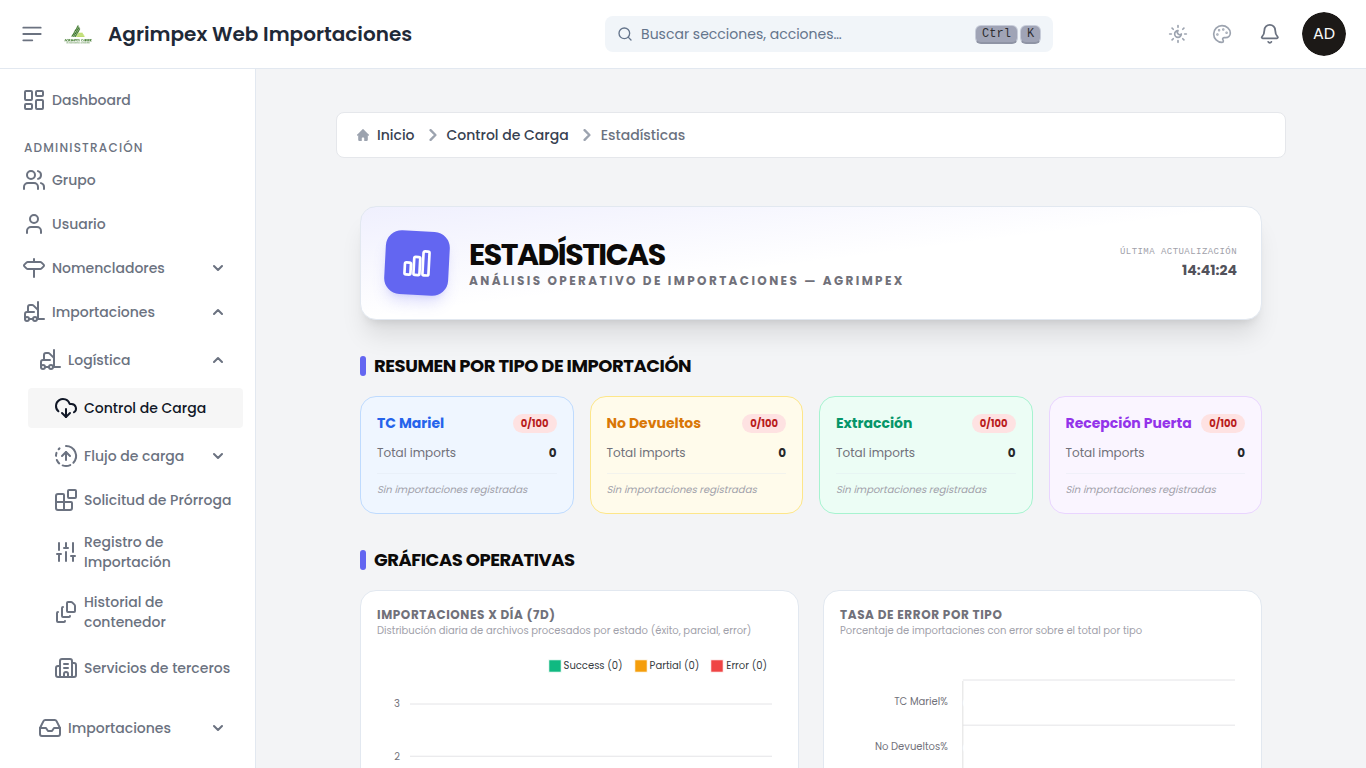 Agrimpex Web Importaciones
Buscar secciones, acciones...
Ctrl K
AD
Dashboard
ADMINISTRACIÓN
Grupo
Usuario
Nomencladores
Importaciones
Logística
Control de Carga
Flujo de carga
Solicitud de Prórroga
Registro de
Importación
Historial de
contenedor
Servicios de terceros
Importaciones
Inicio
Control de Carga
Estadísticas
ESTADÍSTICAS
ANÁLISIS OPERATIVO DE IMPORTACIONES — AGRIMPEX
ÚLTIMA ACTUALIZACIÓN
14:41:24
RESUMEN POR TIPO DE IMPORTACIÓN
TC Mariel 0/100
Total imports 0
Sin importaciones registradas
No Devueltos 0/100
Total imports 0
Sin importaciones registradas
Extracción 0/100
Total imports 0
Sin importaciones registradas
Recepción Puerta 0/100
Total imports 0
Sin importaciones registradas
GRÁFICAS OPERATIVAS
IMPORTACIONES X DÍA (7D)
Distribución diaria de archivos procesados por estado (éxito, parcial, error)
Success (0) Partial (0) Error (0)
3
2
TASA DE ERROR POR TIPO
Porcentaje de importaciones con error sobre el total por tipo
TC Mariel%
No Devueltos%